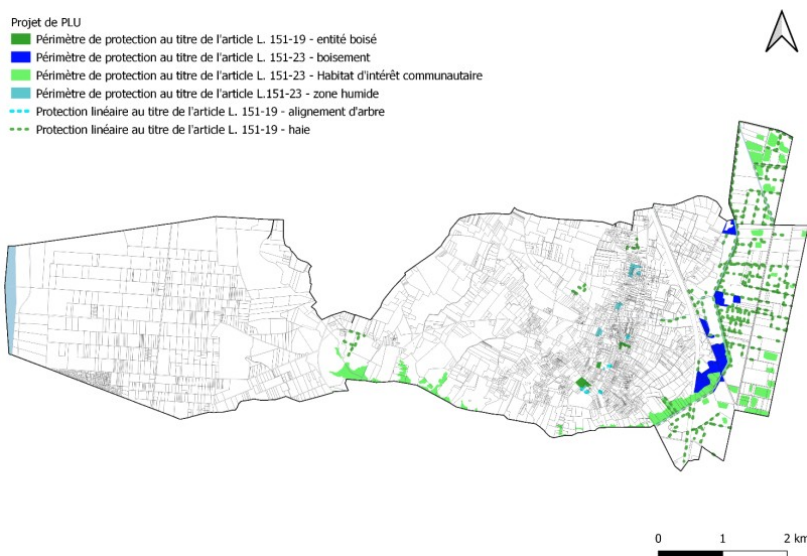 Projet de PLU
Périmètre de protection au titre de l'article L. 151-19 - entité boisé
Périmètre de protection au titre de l'article L. 151-23 - boisement
Périmètre de protection au titre de l'article L. 151-23 - Habitat d'intérêt communautaire
Périmètre de protection au titre de l'article L.151-23 - zone humide
Protection linéaire au titre de l'article L. 151-19 - alignement d'arbre
Protection linéaire au titre de l'article L. 151-19 - haie
0 1 2 km